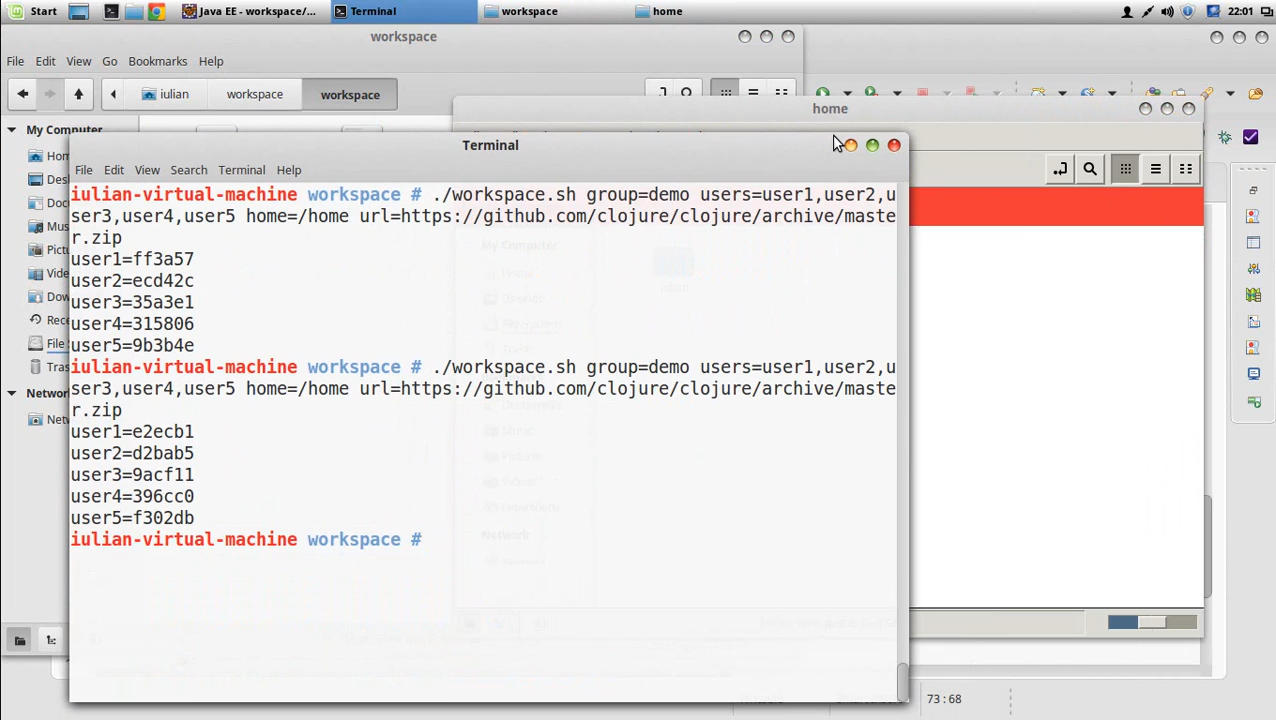 Start
Java EE - workspace/...
Terminal
workspace
home
22:01
workspace
File Edit View Go Bookmarks Help
iulian
workspace
workspace
home
My Computer
Terminal
File Edit View Search Terminal Help
iulian-virtual-machine workspace # ./workspace.sh group=demo users=user1,user2,u
ser3,user4,user5 home=/home url=https://github.com/clojure/clojure/archive/maste
r.zip
user1=ff3a57
user2=ecd42c
user3=35a3e1
user4=315806
user5=9b3b4e
iulian-virtual-machine workspace # ./workspace.sh group=demo users=user1,user2,u
ser3,user4,user5 home=/home url=https://github.com/clojure/clojure/archive/maste
r.zip
user1=e2ecb1
user2=d2bab5
user3=9acf11
user4=396cc0
user5=f302db
iulian-virtual-machine workspace #
My Computer
Network
73:68